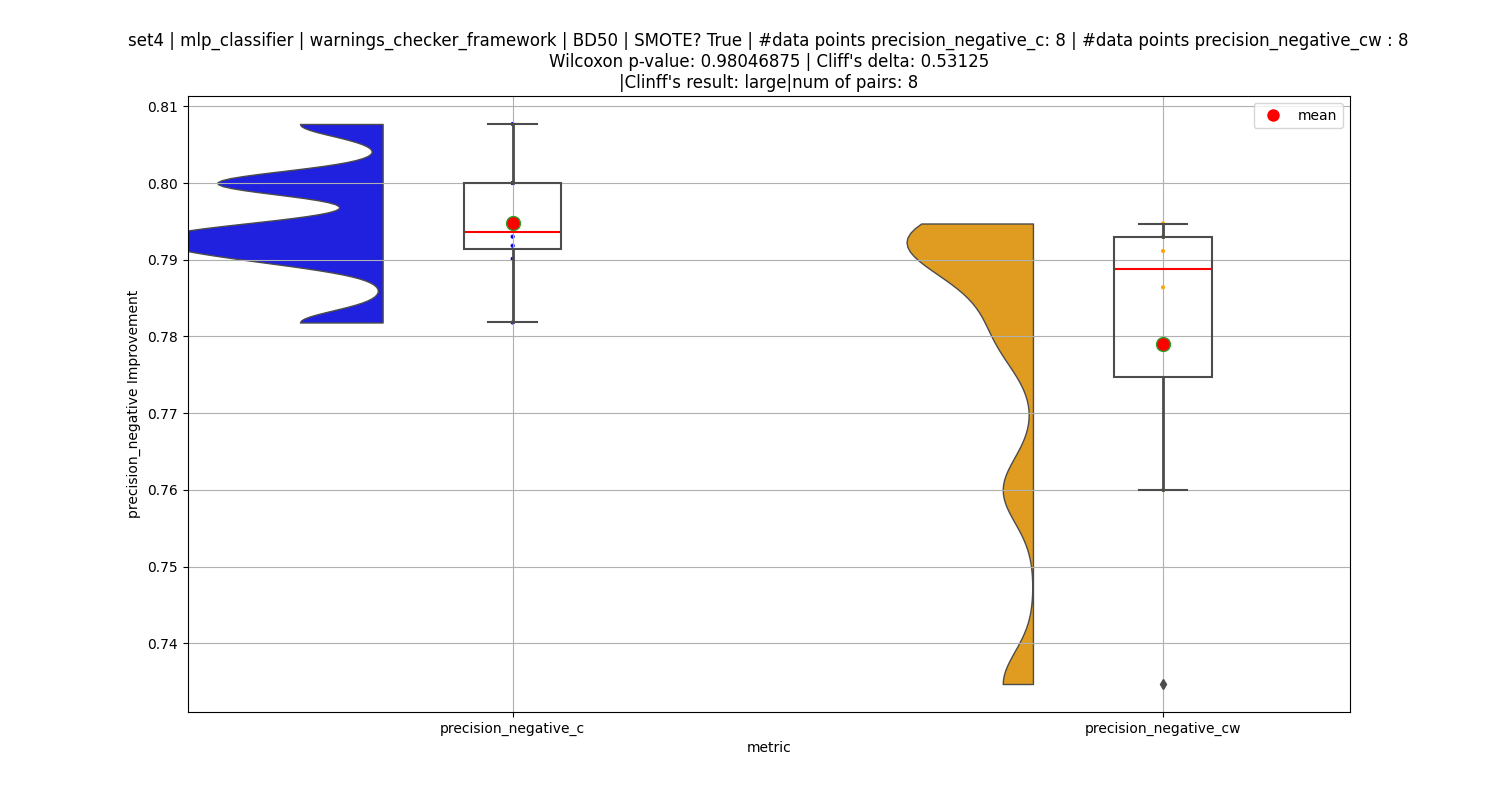 set4 | mlp_classifier | warnings_checker_framework | BD50 | SMOTE? True | #data points precision_negative_c: 8 | #data points precision_negative_cw : 8
Wilcoxon p-value: 0.98046875 | Cliff's delta: 0.53125
|Clinff's result: large|num of pairs: 8
mean
0.81
0.80
0.79
0.78
0.77
0.76
0.75
0.74
precision_negative Improvement
precision_negative_c
precision_negative_cw
metric